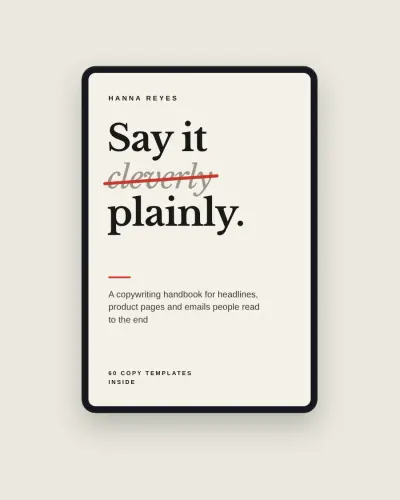 HANNA REYES
Say it
cleverly
plainly.
A copywriting handbook for headlines,
product pages and emails people read
to the end
60 COPY TEMPLATES
INSIDE